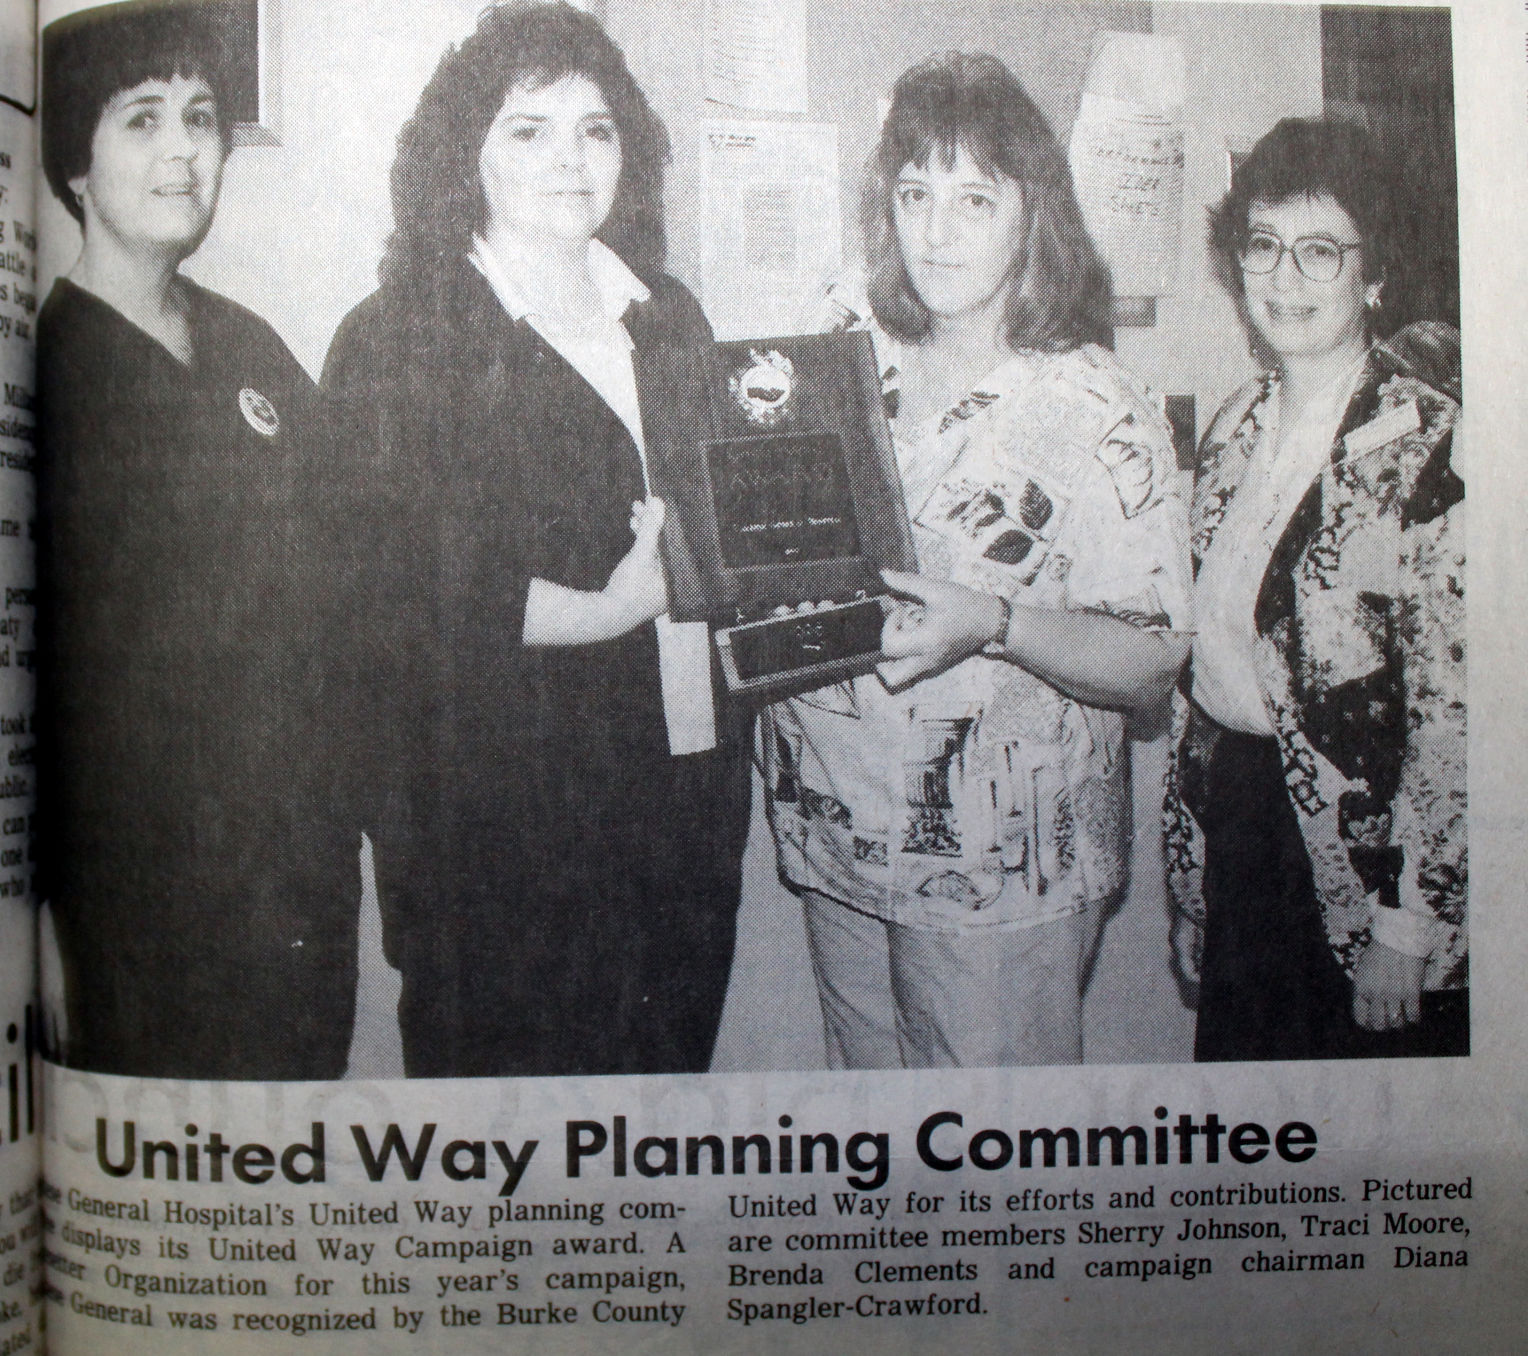 United Way Planning Committee
General Hospital's United Way planning com-
displays its United Way Campaign award. A
Organization for this year's campaign,
General was recognized by the Burke County
United Way for its efforts and contributions. Pictured
are committee members Sherry Johnson, Traci Moore,
Brenda Clements and campaign chairman Diana
Spangler-Crawford.